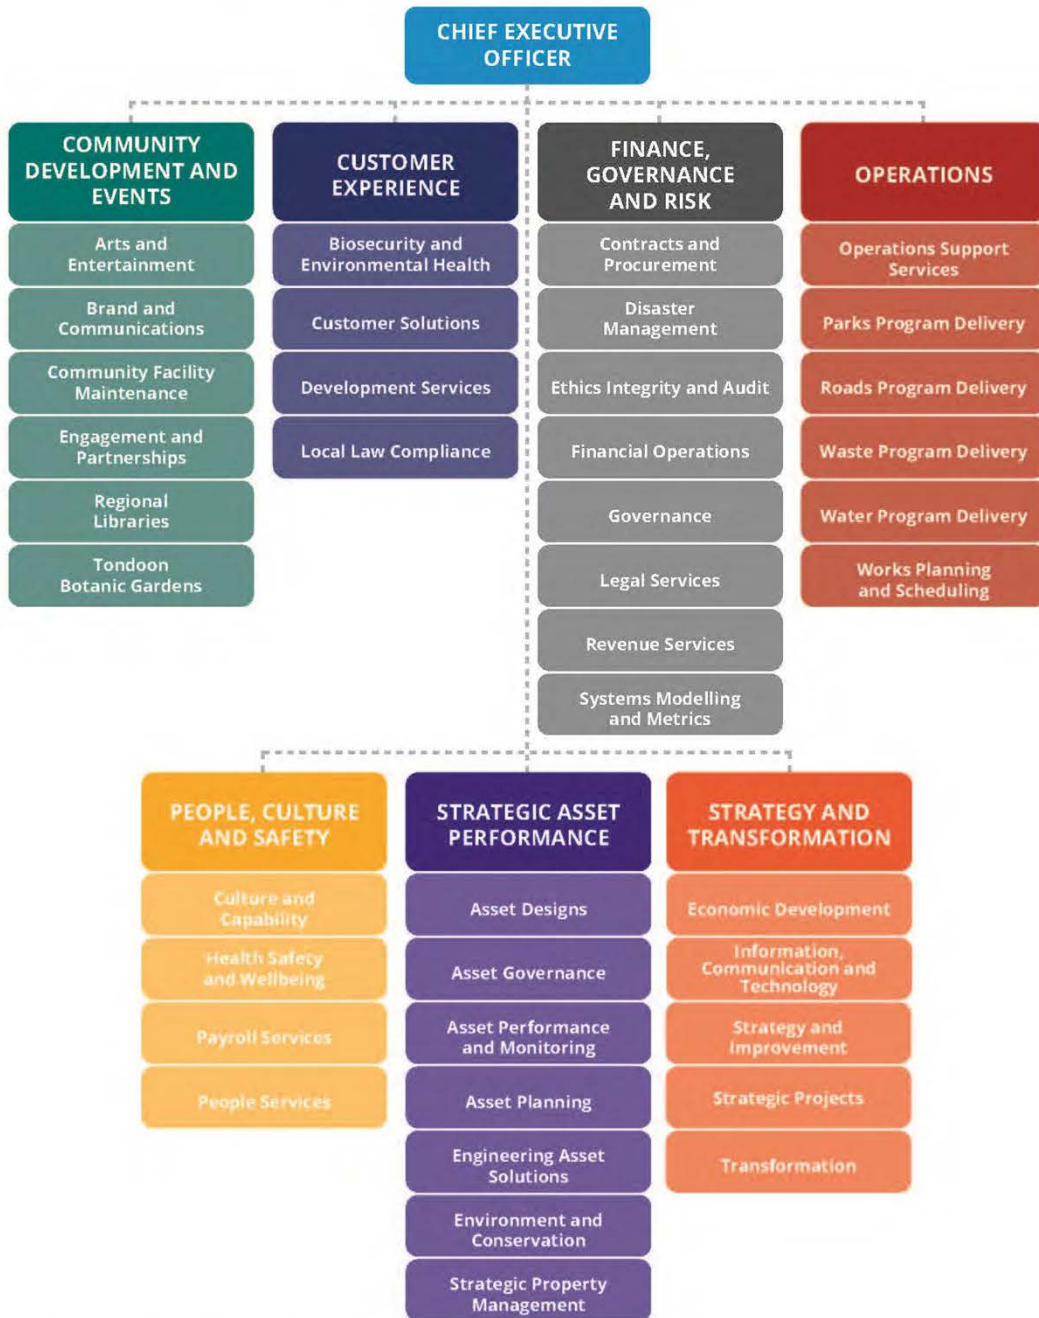 CHIEF EXECUTIVE
OFFICER
COMMUNITY
DEVELOPMENT AND
EVENTS
Arts and
Entertainment
Brand and
Communications
Community Facility
Maintenance
Engagement and
Partnerships
Regional
Libraries
Tondoon
Botanic Gardens
CUSTOMER
EXPERIENCE
Biosecurity and
Environmental Health
Customer Solutions
Development Services
Local Law Compliance
FINANCE,
GOVERNANCE
AND RISK
Contracts and
Procurement
Disaster
Management
Ethics Integrity and Audit
Financial Operations
Governance
Legal Services
Revenue Services
Systems Modelling
and Metrics
OPERATIONS
Operations Support
Services
Parks Program Delivery
Roads Program Delivery
Waste Program Delivery
Water Program Delivery
Works Planning
and Scheduling
PEOPLE, CULTURE
AND SAFETY
Culture and
Capability
Health Safety
and Wellbeing
Payroll Services
People Services
STRATEGIC ASSET
PERFORMANCE
Asset Designs
Asset Governance
Asset Performance
and Monitoring
Asset Planning
Engineering Asset
Solutions
Environment and
Conservation
Strategic Property
Management
STRATEGY AND
TRANSFORMATION
Economic Development
Information,
Communication and
Technology
Strategy and
Improvement
Strategic Projects
Transformation